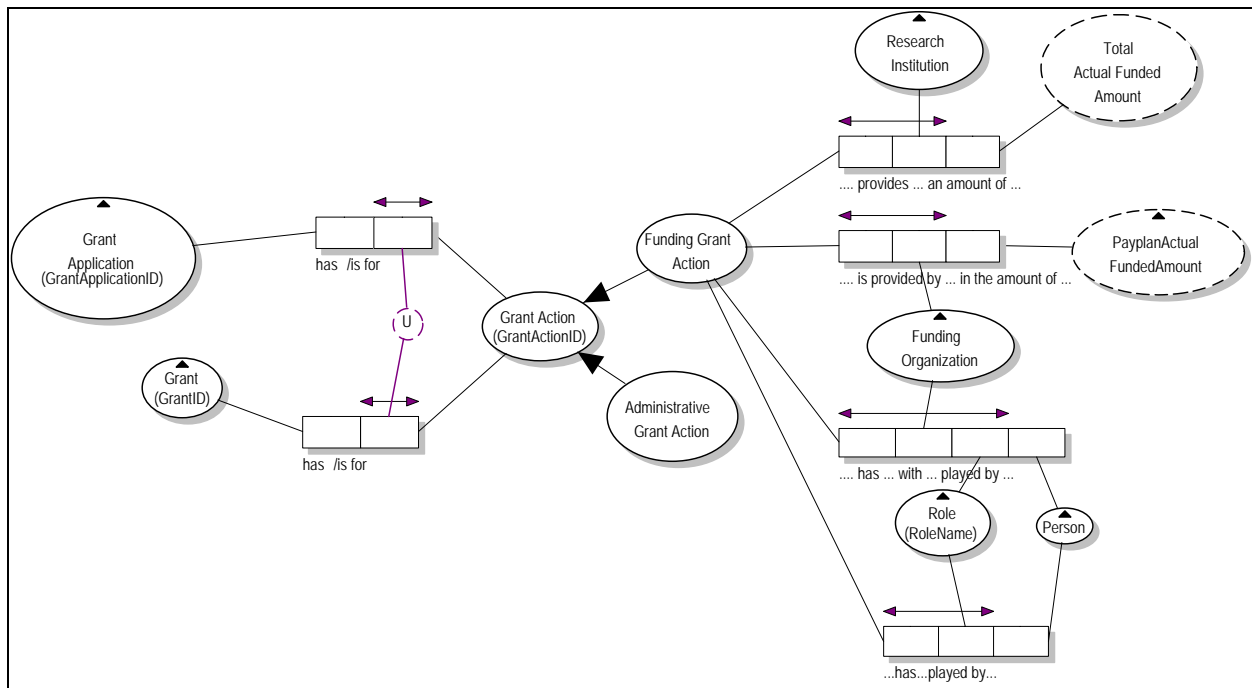 Research
Institution
Total
Actual Funded
Amount
.... provides ... an amount of ...
Grant
Application
(GrantApplicationID)
has /is for
Funding Grant
Action
PayplanActual
FundedAmount
.... is provided by ... in the amount of ...
U
Grant Action
(GrantActionID)
Funding
Organization
Grant
(GrantID)
Administrative
Grant Action
has /is for
.... has ... with ... played by ...
Role
(RoleName)
Person
...has...played by...